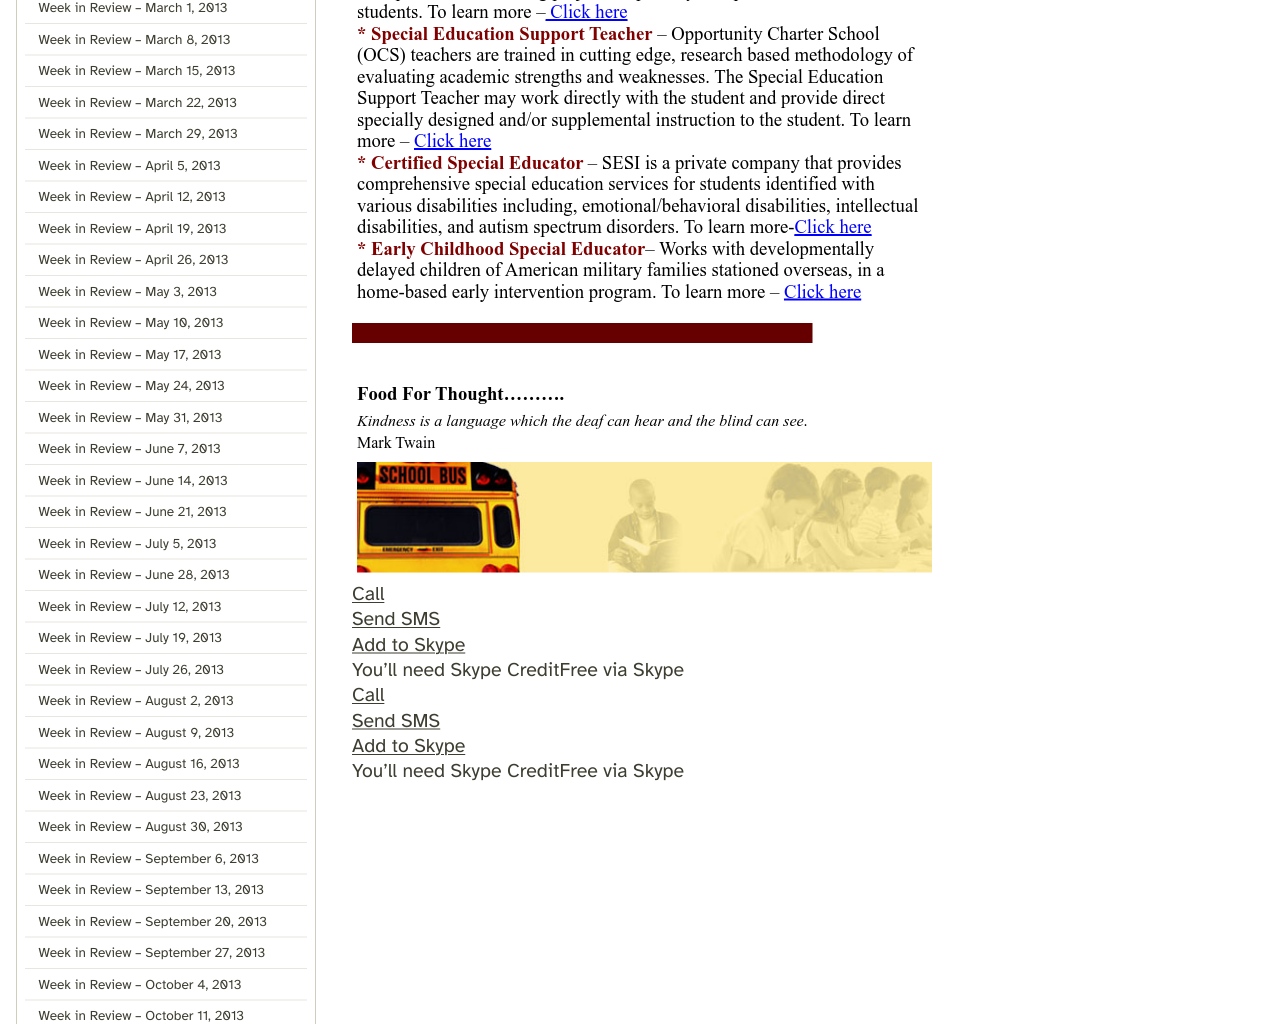 Week in Review – March 1, 2013
Week in Review – March 8, 2013
Week in Review – March 15, 2013
Week in Review – March 22, 2013
Week in Review – March 29, 2013
Week in Review – April 5, 2013
Week in Review – April 12, 2013
Week in Review – April 19, 2013
Week in Review – April 26, 2013
Week in Review – May 3, 2013
Week in Review – May 10, 2013
Week in Review – May 17, 2013
Week in Review – May 24, 2013
Week in Review – May 31, 2013
Week in Review – June 7, 2013
Week in Review – June 14, 2013
Week in Review – June 21, 2013
Week in Review – July 5, 2013
Week in Review – June 28, 2013
Week in Review – July 12, 2013
Week in Review – July 19, 2013
Week in Review – July 26, 2013
Week in Review – August 2, 2013
Week in Review – August 9, 2013
Week in Review – August 16, 2013
Week in Review – August 23, 2013
Week in Review – August 30, 2013
Week in Review – September 6, 2013
Week in Review – September 13, 2013
Week in Review – September 20, 2013
Week in Review – September 27, 2013
Week in Review – October 4, 2013
Week in Review – October 11, 2013
students. To learn more – Click here
* Special Education Support Teacher – Opportunity Charter School
(OCS) teachers are trained in cutting edge, research based methodology of
evaluating academic strengths and weaknesses. The Special Education
Support Teacher may work directly with the student and provide direct
specially designed and/or supplemental instruction to the student. To learn
more – Click here
* Certified Special Educator – SESI is a private company that provides
comprehensive special education services for students identified with
various disabilities including, emotional/behavioral disabilities, intellectual
disabilities, and autism spectrum disorders. To learn more-Click here
* Early Childhood Special Educator– Works with developmentally
delayed children of American military families stationed overseas, in a
home-based early intervention program. To learn more – Click here
Food For Thought……….
Kindness is a language which the deaf can hear and the blind can see.
Mark Twain
SCHOOL BUS
EMERGENCY EXIT
Call
Send SMS
Add to Skype
You’ll need Skype CreditFree via Skype
Call
Send SMS
Add to Skype
You’ll need Skype CreditFree via Skype